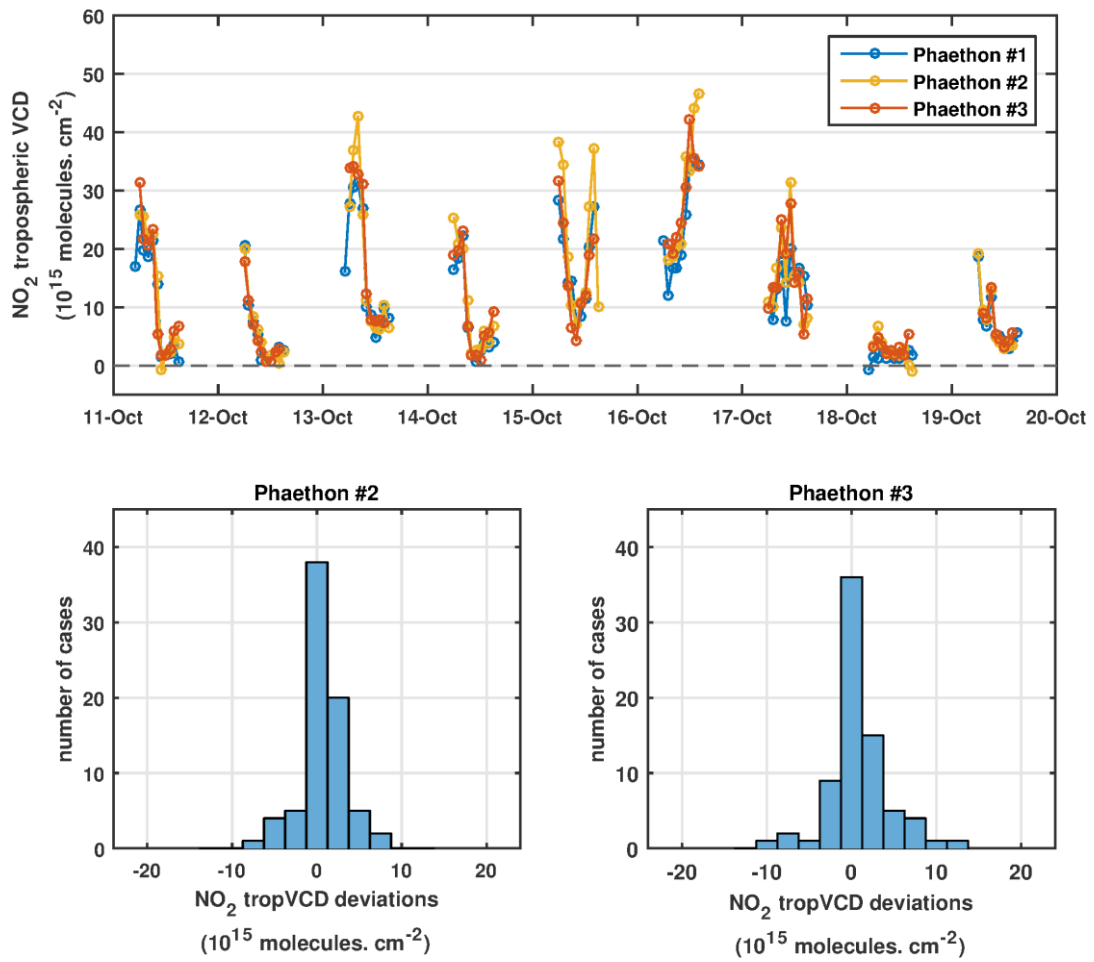 NO2 tropospheric VCD
(10^15 molecules. cm^-2)
60
50
40
30
20
10
0
Phaethon #1
Phaethon #2
Phaethon #3
11-Oct 12-Oct 13-Oct 14-Oct 15-Oct 16-Oct 17-Oct 18-Oct 19-Oct 20-Oct
Phaethon #2
number of cases
40
30
20
10
0
-20 -10 0 10 20
NO2 tropVCD deviations
(10^15 molecules. cm^-2)
Phaethon #3
number of cases
40
30
20
10
0
-20 -10 0 10 20
NO2 tropVCD deviations
(10^15 molecules. cm^-2)